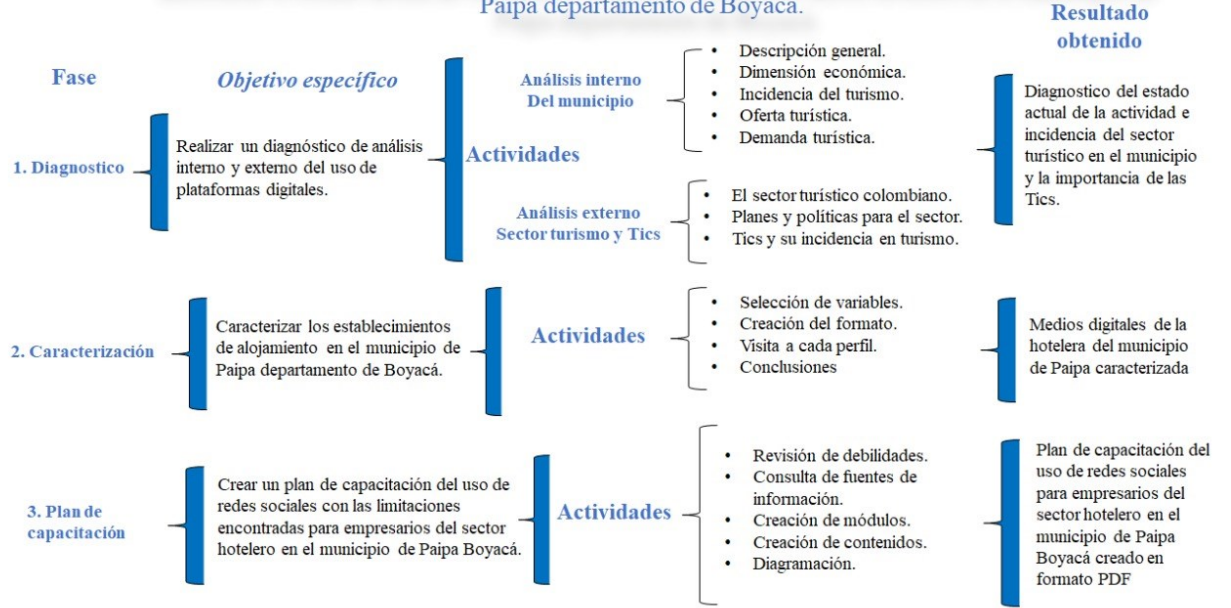 Paipa departamento de Boyacá.
Resultado
obtenido
Fase
Objetivo específico
1. Diagnostico
Realizar un diagnóstico de análisis
interno y externo del uso de
plataformas digitales.
Actividades
Análisis interno
Del municipio
• Descripción general.
• Dimensión económica.
• Incidencia del turismo.
• Oferta turística.
• Demanda turística.
Análisis externo
Sector turismo y Tics
• El sector turístico colombiano.
• Planes y políticas para el sector.
• Tics y su incidencia en turismo.
Diagnostico del estado
actual de la actividad e
incidencia del sector
turístico en el municipio
y la importancia de las
Tics.
2. Caracterización
Caracterizar los establecimientos
de alojamiento en el municipio de
Paipa departamento de Boyacá.
Actividades
• Selección de variables.
• Creación del formato.
• Visita a cada perfil.
• Conclusiones
Medios digitales de la
hotelera del municipio
de Paipa caracterizada
3. Plan de
capacitación
Crear un plan de capacitación del uso de
redes sociales con las limitaciones
encontradas para empresarios del sector
hotelero en el municipio de Paipa Boyacá.
Actividades
• Revisión de debilidades.
• Consulta de fuentes de
información.
• Creación de módulos.
• Creación de contenidos.
• Diagramación.
Plan de capacitación del
uso de redes sociales
para empresarios del
sector hotelero en el
municipio de Paipa
Boyacá creado en
formato PDF